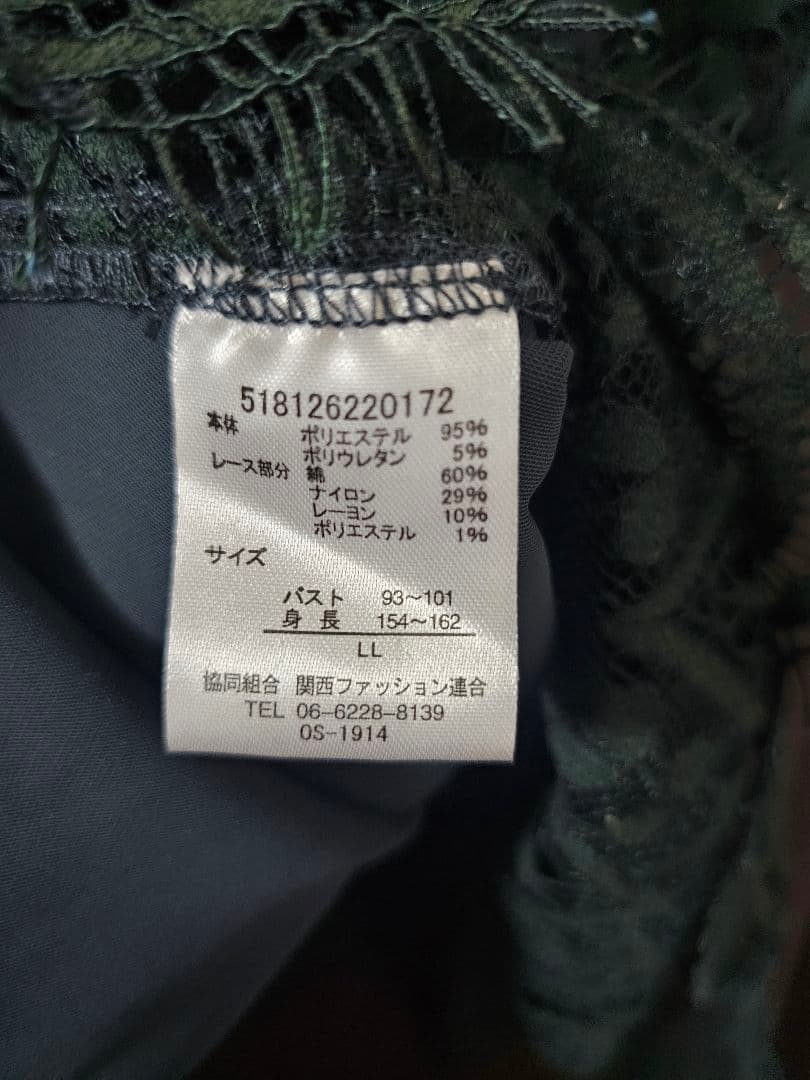 518126220172
本体 ポリエステル 95%
ポリウレタン 5%
レース部分 綿 60%
ナイロン 29%
レーヨン 10%
ポリエステル 1%
サイズ
バスト 93～101
身長 154～162
LL
協同組合 関西ファッション連合
TEL 06-6228-8139
OS-1914